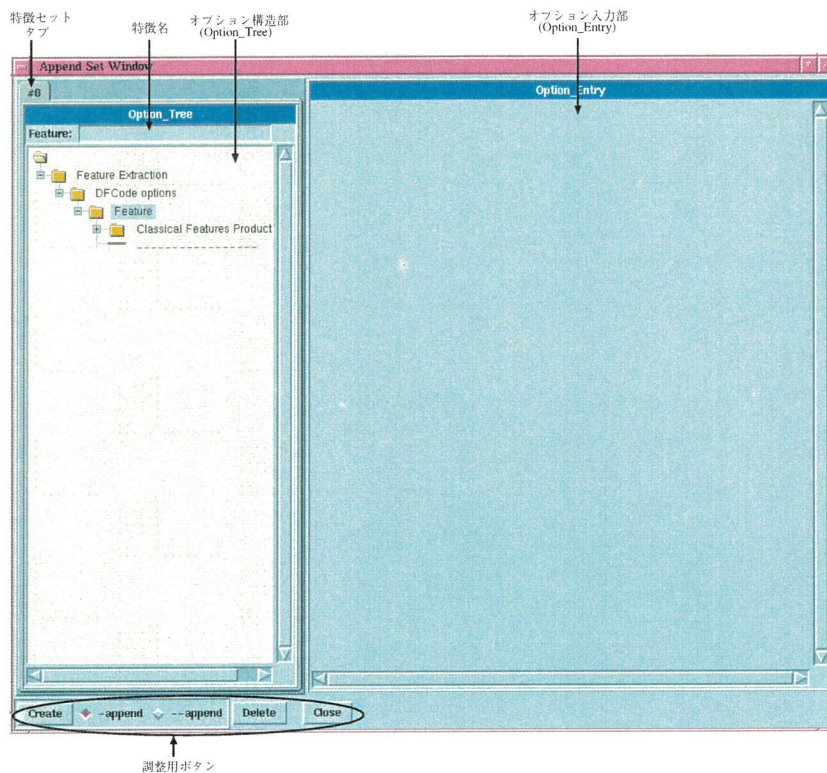 特徴セット
タブ
特徴名
オプション構造部
(Option_Tree)
オプション入力部
(Option_Entry)
Append Set Window
#0
Option_Tree
Option_Entry
Feature:
Feature Extraction
DFCode options
Feature
Classical Features Product
Create
-append
--append
Delete
Close
調整用ボタン